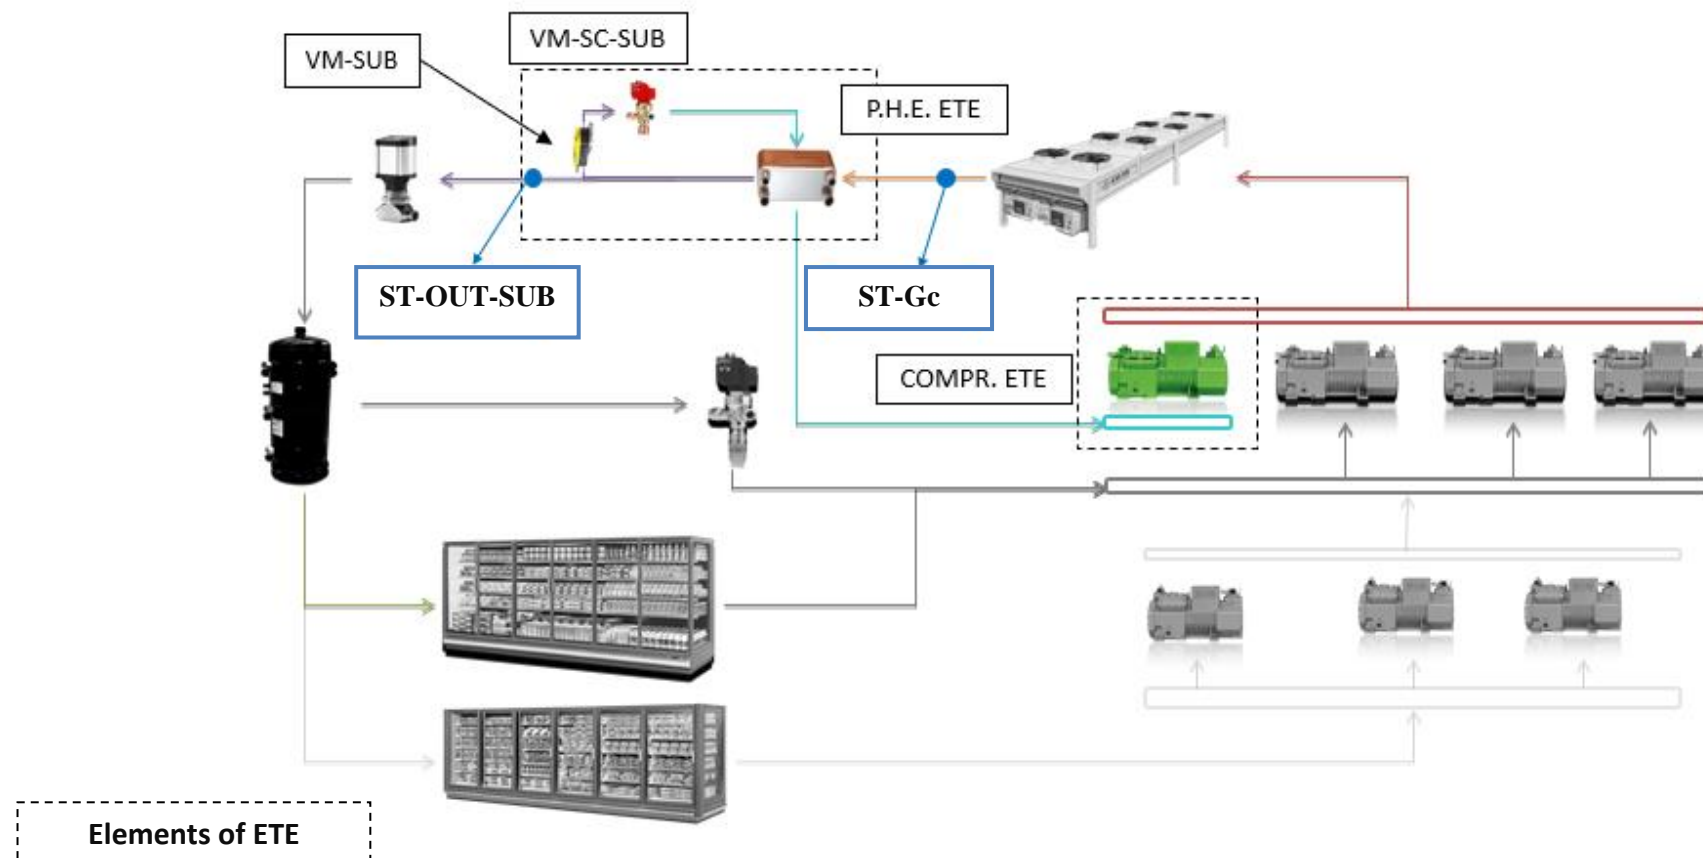 VM-SC-SUB
VM-SUB
P.H.E. ETE
ST-OUT-SUB
ST-Gc
COMPR. ETE
Elements of ETE